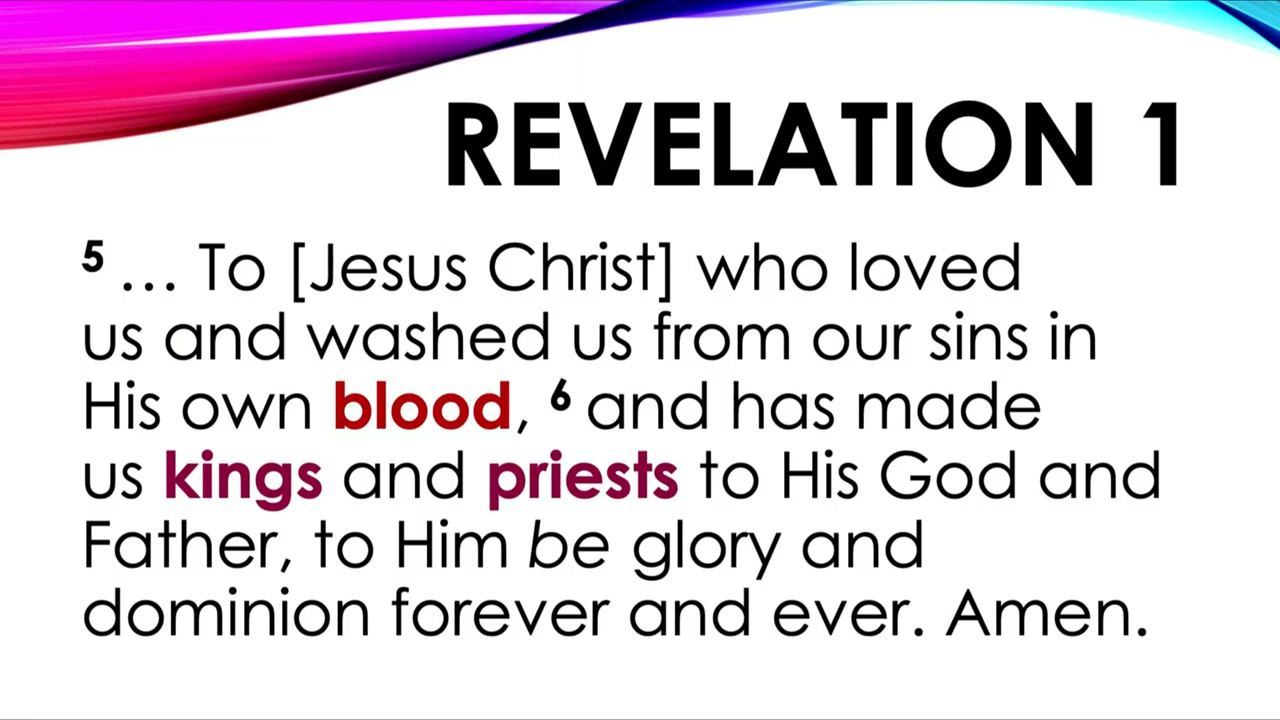 REVELATION 1
5 ... To [Jesus Christ] who loved
us and washed us from our sins in
His own blood, 6 and has made
us kings and priests to His God and
Father, to Him be glory and
dominion forever and ever. Amen.